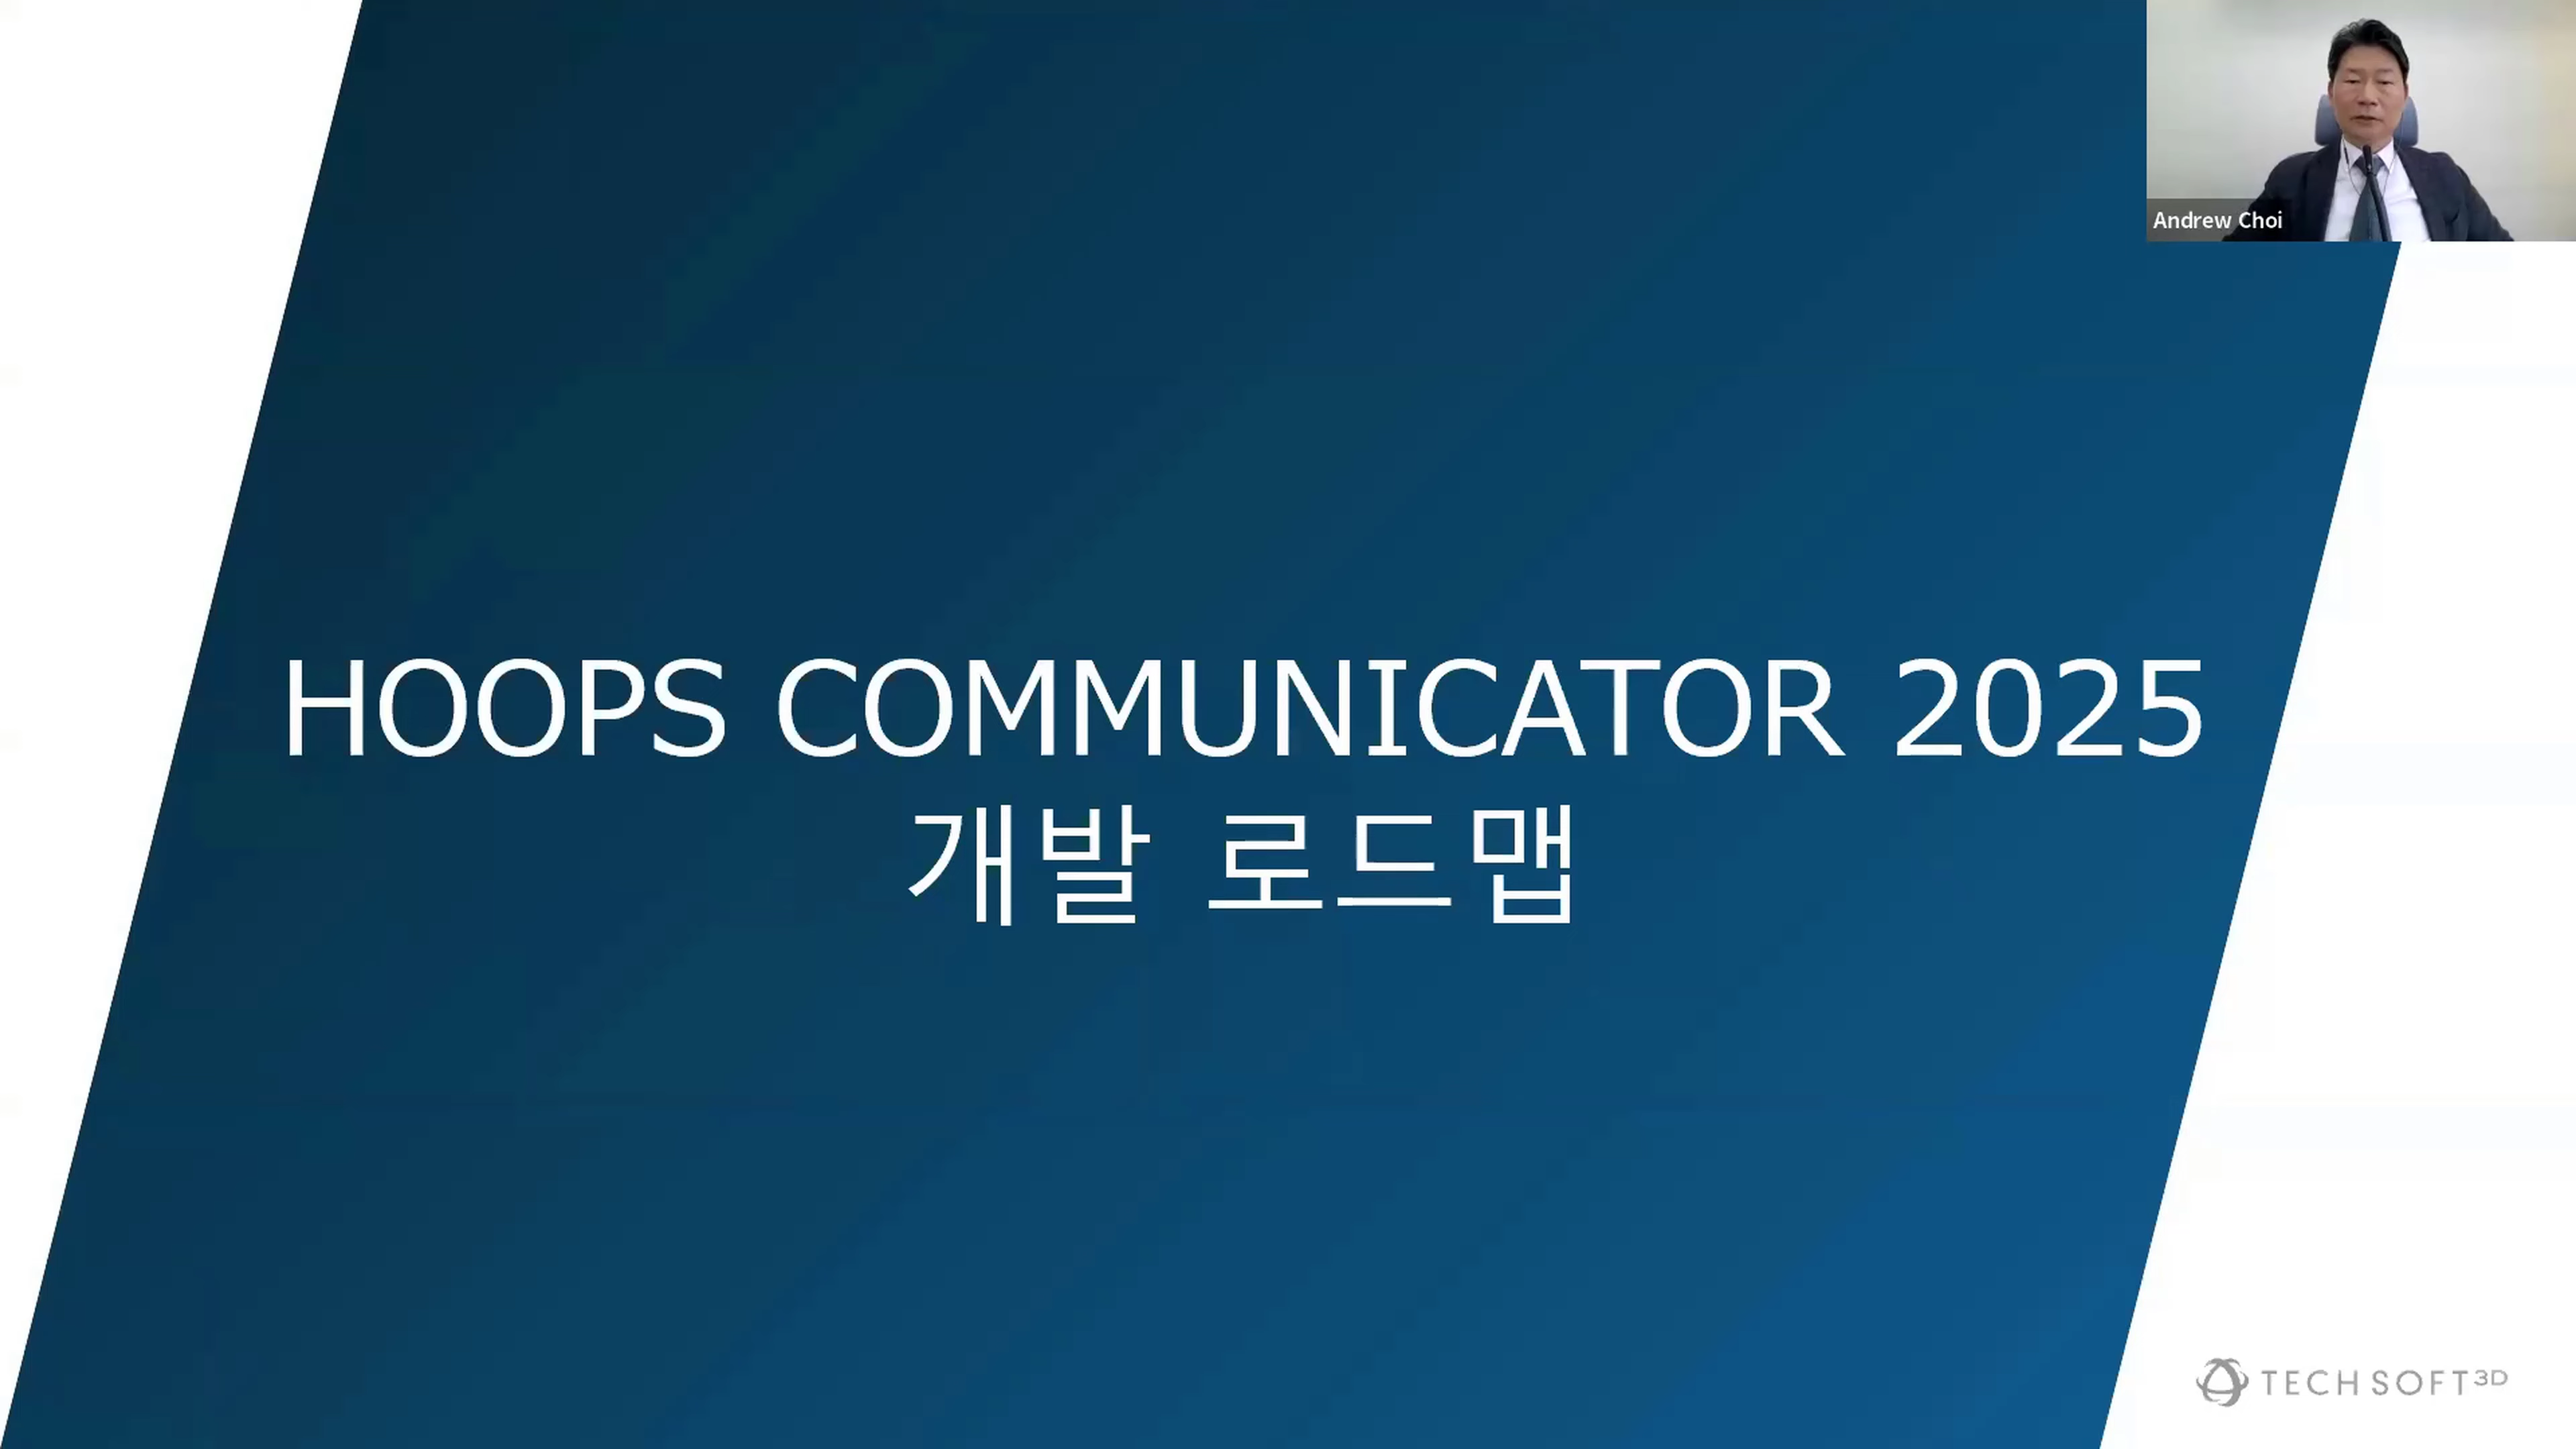 Andrew Choi
HOOPS COMMUNICATOR 2025
개발 로드맵
TECH SOFT 3D